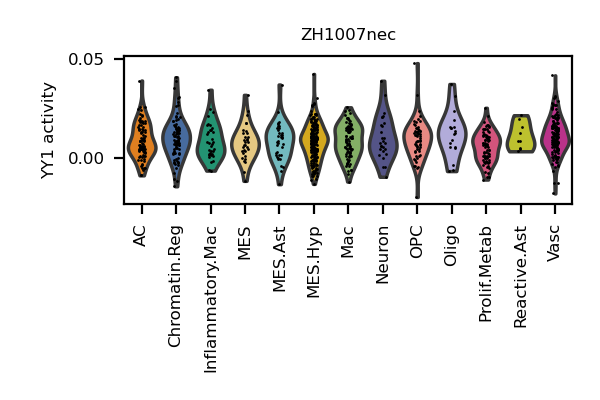 ZH1007nec
YY1 activity
0.05
0.00
AC
Chromatin.Reg
Inflammatory.Mac
MES
MES.Ast
MES.Hyp
Mac
Neuron
OPC
Oligo
Prolif.Metab
Reactive.Ast
Vasc